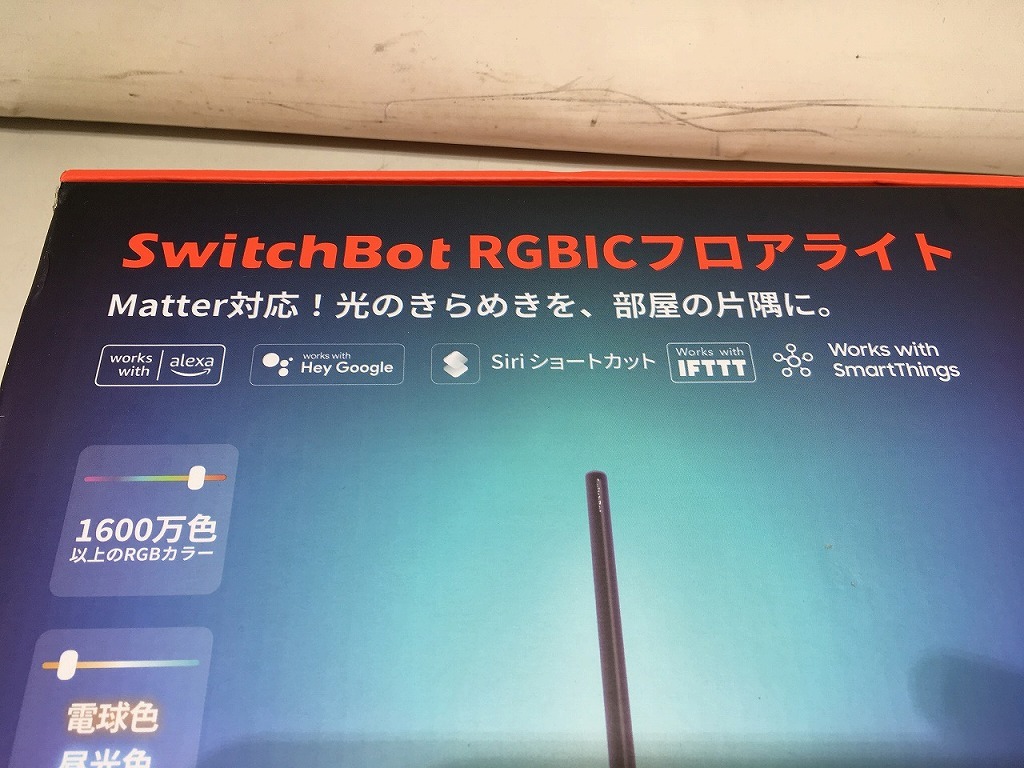 SwitchBot RGBICフロアライト
Matter対応！光のきらめきを、部屋の片隅に。
works with alexa
works with Hey Google
Siri ショートカット
Works with IFTTT
Works with SmartThings
1600万色
以上のRGBカラー
電球色
昼光色